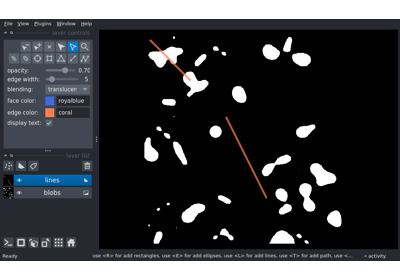 File View Plugins Window Help
layer controls
opacity: 0.70
edge width: 5
blending: translucen
face color: royalblue
edge color: coral
display text:
layer list
lines
blobs
Ready use <R> for add rectangles, use <E> for add ellipses, use <L> for add lines, use <T> for add path, use <... activity